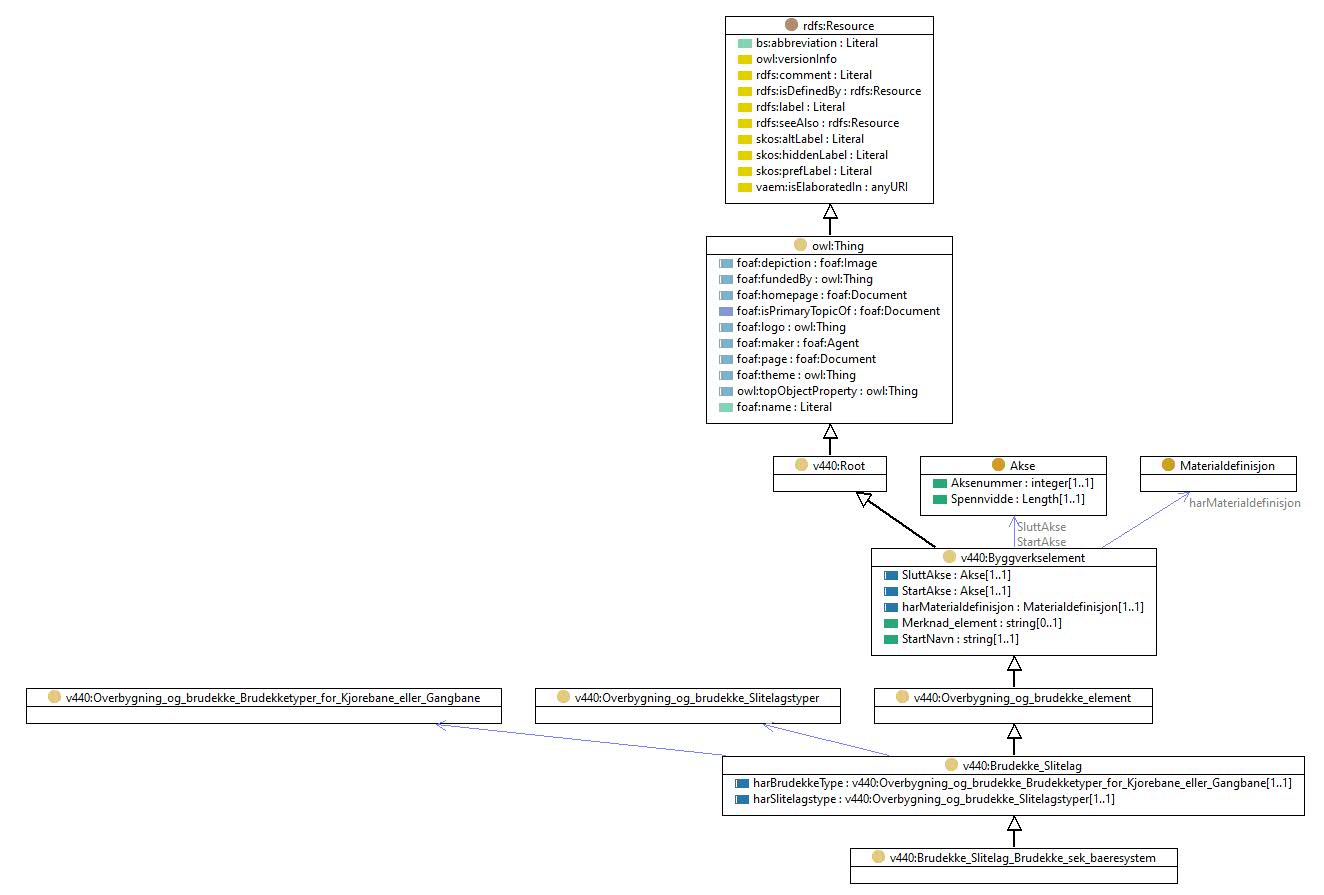 rdfs:Resource
bs:abbreviation : Literal
owl:versionInfo
rdfs:comment : Literal
rdfs:isDefinedBy : rdfs:Resource
rdfs:label : Literal
rdfs:seeAlso : rdfs:Resource
skos:altLabel : Literal
skos:hiddenLabel : Literal
skos:prefLabel : Literal
vaem:isElaboratedIn : anyURI
owl:Thing
foaf:depiction : foaf:Image
foaf:fundedBy : owl:Thing
foaf:homepage : foaf:Document
foaf:isPrimaryTopicOf : foaf:Document
foaf:logo : owl:Thing
foaf:maker : foaf:Agent
foaf:page : foaf:Document
foaf:theme : owl:Thing
owl:topObjectProperty : owl:Thing
foaf:name : Literal
v440:Root
Akse
Aksenummer : integer[1..1]
Spennvidde : Length[1..1]
Materialdefinisjon
harMaterialdefinisjon
SluttAkse
StartAkse
v440:Byggverkselement
SluttAkse : Akse[1..1]
StartAkse : Akse[1..1]
harMaterialdefinisjon : Materialdefinisjon[1..1]
Merknad_element : string[0..1]
StartNavn : string[1..1]
v440:Overbygning_og_brudekke_Brudekketyper_for_Kjorebane_eller_Gangbane
v440:Overbygning_og_brudekke_Slitelagstyper
v440:Overbygning_og_brudekke_element
v440:Brudekke_Slitelag
harBrudekkeType : v440:Overbygning_og_brudekke_Brudekketyper_for_Kjorebane_eller_Gangbane[1..1]
harSlitelagstype : v440:Overbygning_og_brudekke_Slitelagstyper[1..1]
v440:Brudekke_Slitelag_Brudekke_sek_baeresystem